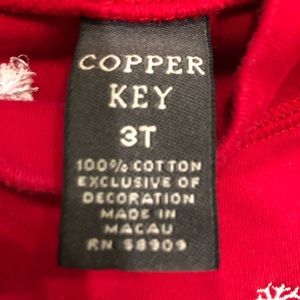 COPPER
KEY
3T
100% COTTON
EXCLUSIVE OF
DECORATION
MADE IN
MACAU
RN 58909